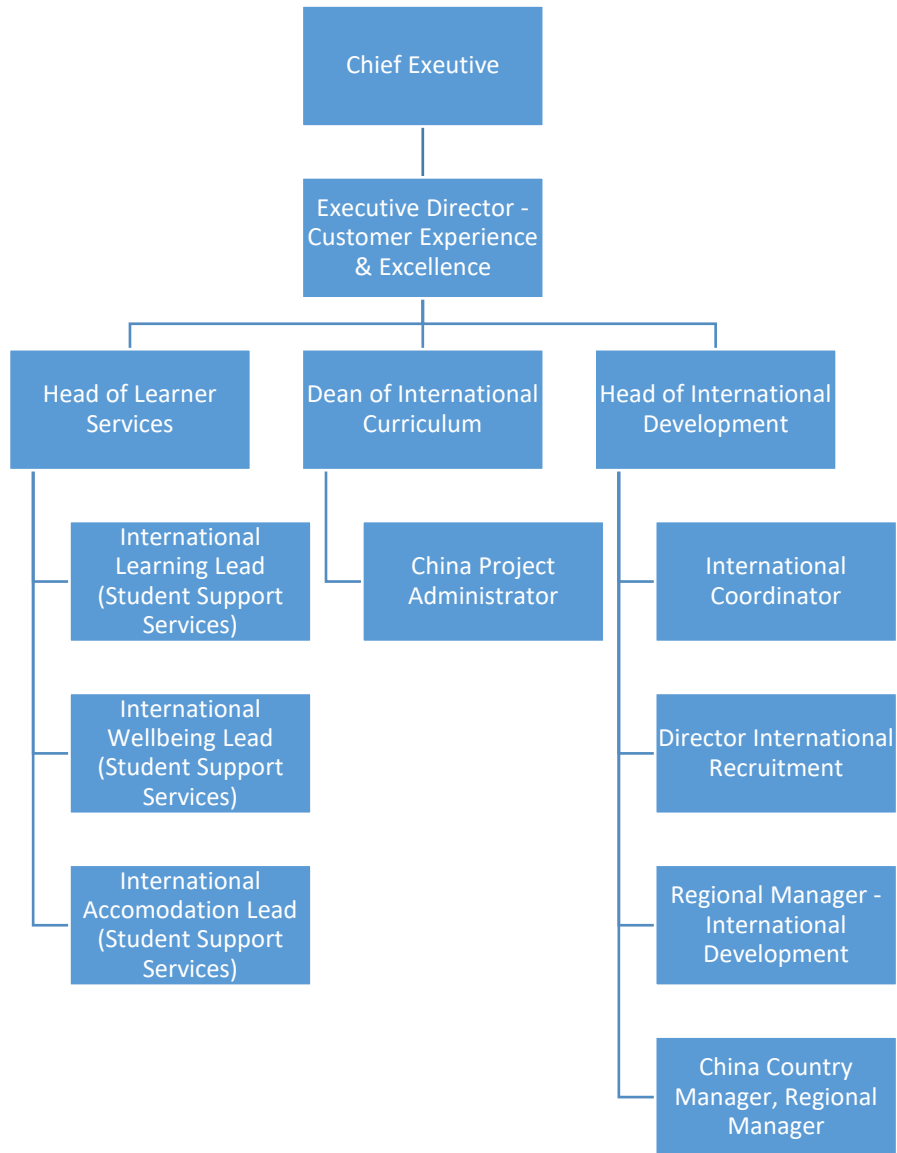 Chief Exeutive
Executive Director -
Customer Experience
& Excellence
Head of Learner
Services
Dean of International
Curriculum
Head of International
Development
International
Learning Lead
(Student Support
Services)
China Project
Administrator
International
Coordinator
International
Wellbeing Lead
(Student Support
Services)
Director International
Recruitment
International
Accomodation Lead
(Student Support
Services)
Regional Manager -
International
Development
China Country
Manager, Regional
Manager